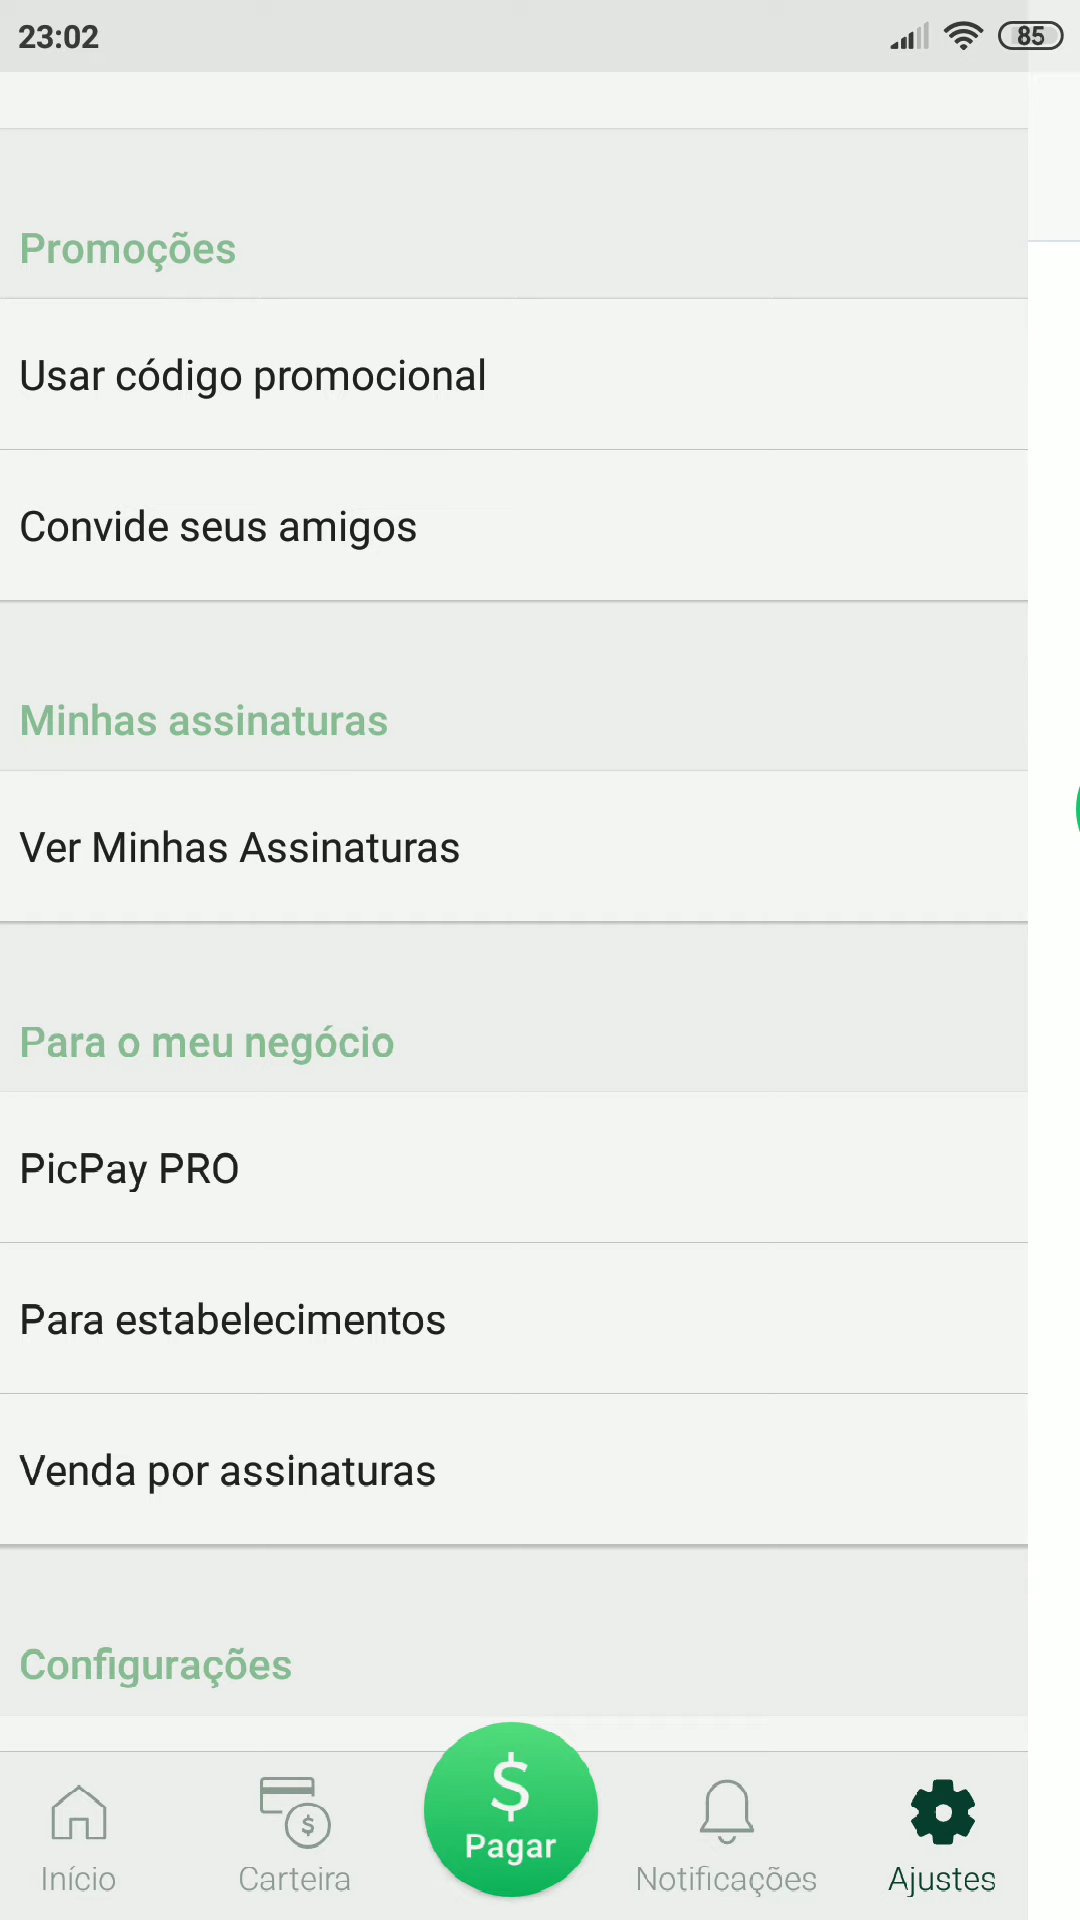 23:02
85
Promoções
Usar código promocional
Convide seus amigos
Minhas assinaturas
Ver Minhas Assinaturas
Para o meu negócio
PicPay PRO
Para estabelecimentos
Venda por assinaturas
Configurações
$
$
Pagar
Início
Carteira
Notificações
Ajustes